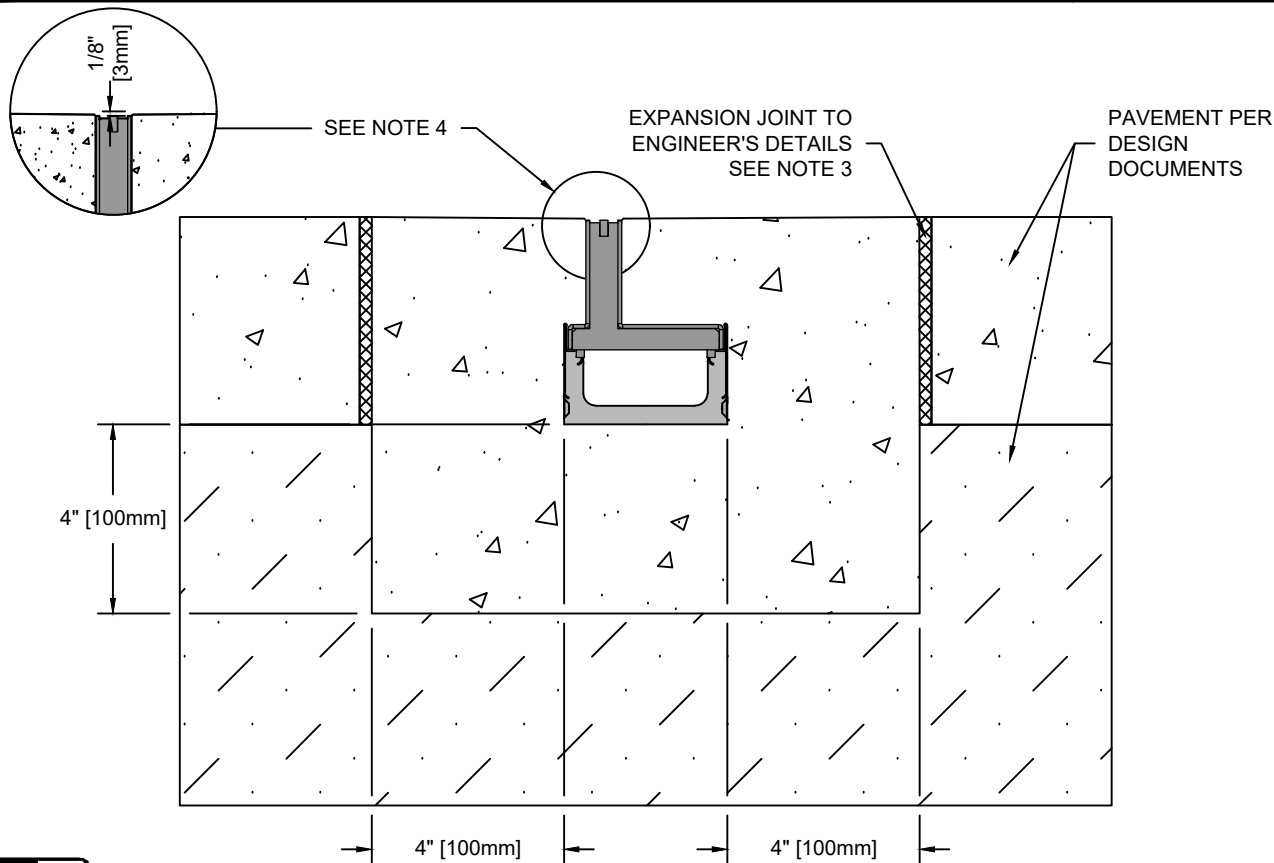 1/8"
[3mm]
SEE NOTE 4
EXPANSION JOINT TO
ENGINEER'S DETAILS
SEE NOTE 3
PAVEMENT PER
DESIGN
DOCUMENTS
4" [100mm]
4" [100mm]
4" [100mm]